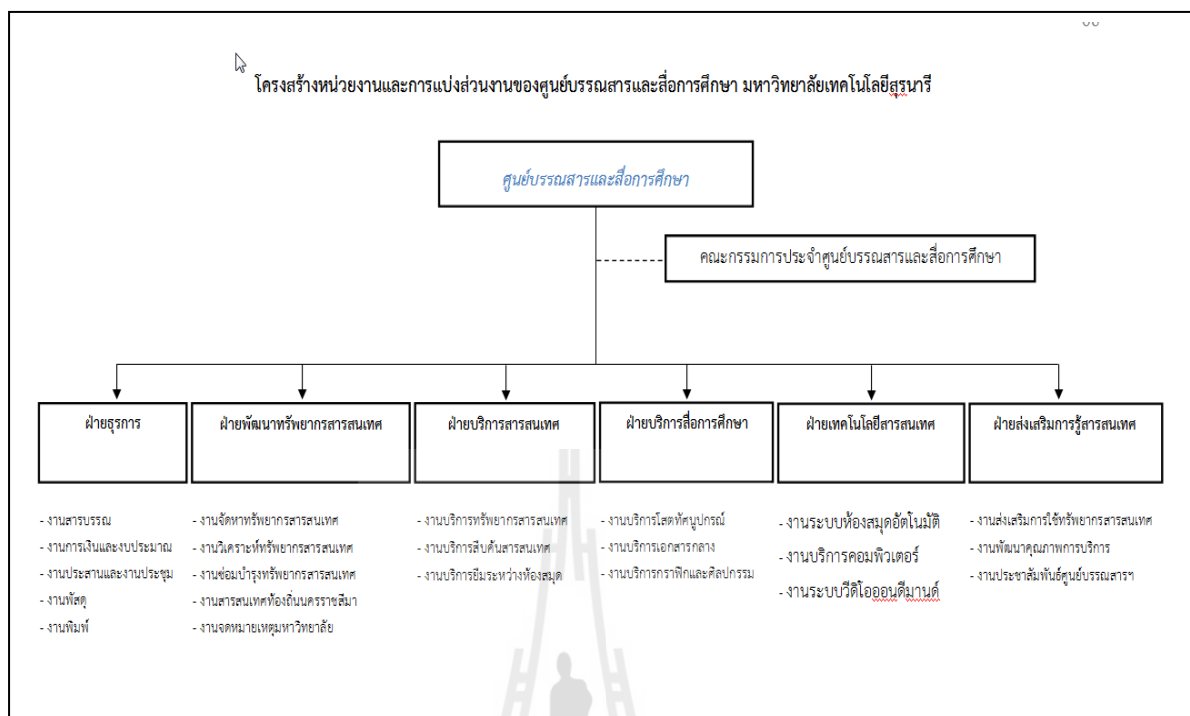 โครงสร้างหน่วยงานและการแบ่งส่วนงานของศูนย์บรรณสารและสื่อการศึกษา มหาวิทยาลัยเทคโนโลยีสุรนารี
ศูนย์บรรณสารและสื่อการศึกษา
คณะกรรมการประจำศูนย์บรรณสารและสื่อการศึกษา
ฝ่ายธุรการ
- งานสารบรรณ
- งานการเงินและงบประมาณ
- งานประสานและงานประชุม
- งานพัสดุ
- งานพิมพ์
ฝ่ายพัฒนาทรัพยากรสารสนเทศ
- งานจัดหาทรัพยากรสารสนเทศ
- งานวิเคราะห์ทรัพยากรสารสนเทศ
- งานซ่อมบำรุงทรัพยากรสารสนเทศ
- งานสารสนเทศท้องถิ่นนครราชสีมา
- งานจดหมายเหตุมหาวิทยาลัย
ฝ่ายบริการสารสนเทศ
- งานบริการทรัพยากรสารสนเทศ
- งานบริการสืบค้นสารสนเทศ
- งานบริการยืมระหว่างห้องสมุด
ฝ่ายบริการสื่อการศึกษา
- งานบริการโสตทัศนูปกรณ์
- งานบริการเอกสารกลาง
- งานบริการกราฟิกและศิลปกรรม
ฝ่ายเทคโนโลยีสารสนเทศ
- งานระบบห้องสมุดอัตโนมัติ
- งานบริการคอมพิวเตอร์
- งานระบบวีดิโอออนดีมานด์
ฝ่ายส่งเสริมการรู้สารสนเทศ
- งานส่งเสริมการใช้ทรัพยากรสารสนเทศ
- งานพัฒนาคุณภาพการบริการ
- งานประชาสัมพันธ์ศูนย์บรรณสารฯ